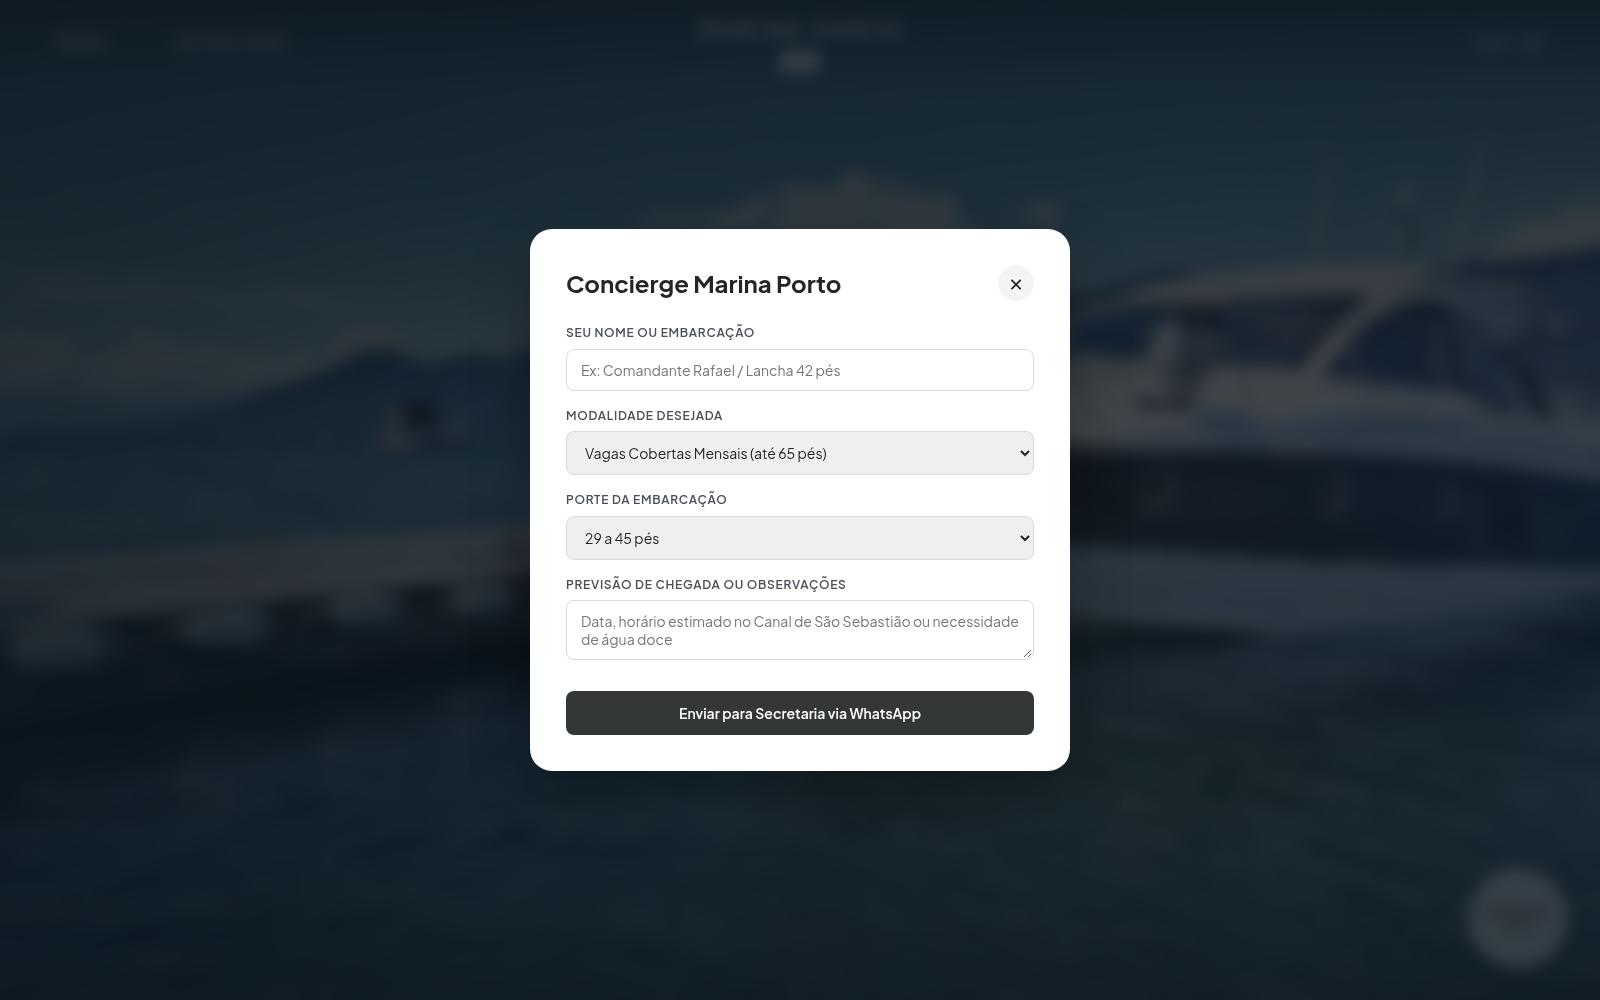 Concierge Marina Porto
SEU NOME OU EMBARCAÇÃO
Ex: Comandante Rafael / Lancha 42 pés
MODALIDADE DESEJADA
Vagas Cobertas Mensais (até 65 pés)
PORTE DA EMBARCAÇÃO
29 a 45 pés
PREVISÃO DE CHEGADA OU OBSERVAÇÕES
Data, horário estimado no Canal de São Sebastião ou necessidade
de água doce
Enviar para Secretaria via WhatsApp